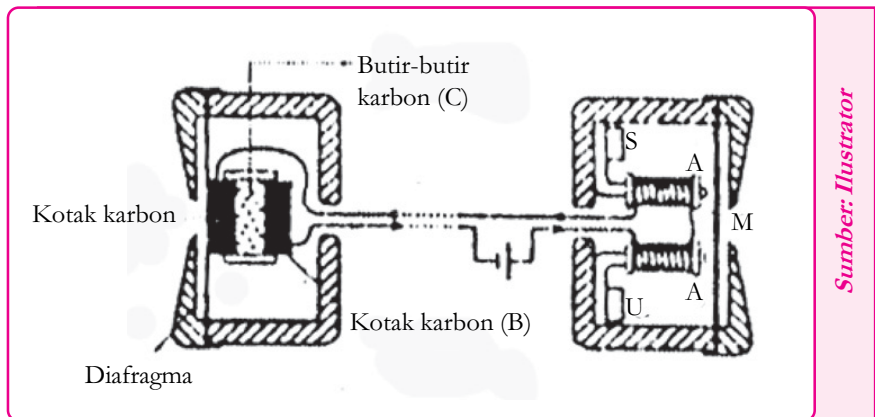 Butir-butir
karbon (C)
S
A
Kotak karbon
M
Kotak karbon (B)
U
A
Diafragma
Sumber: Ilustrator